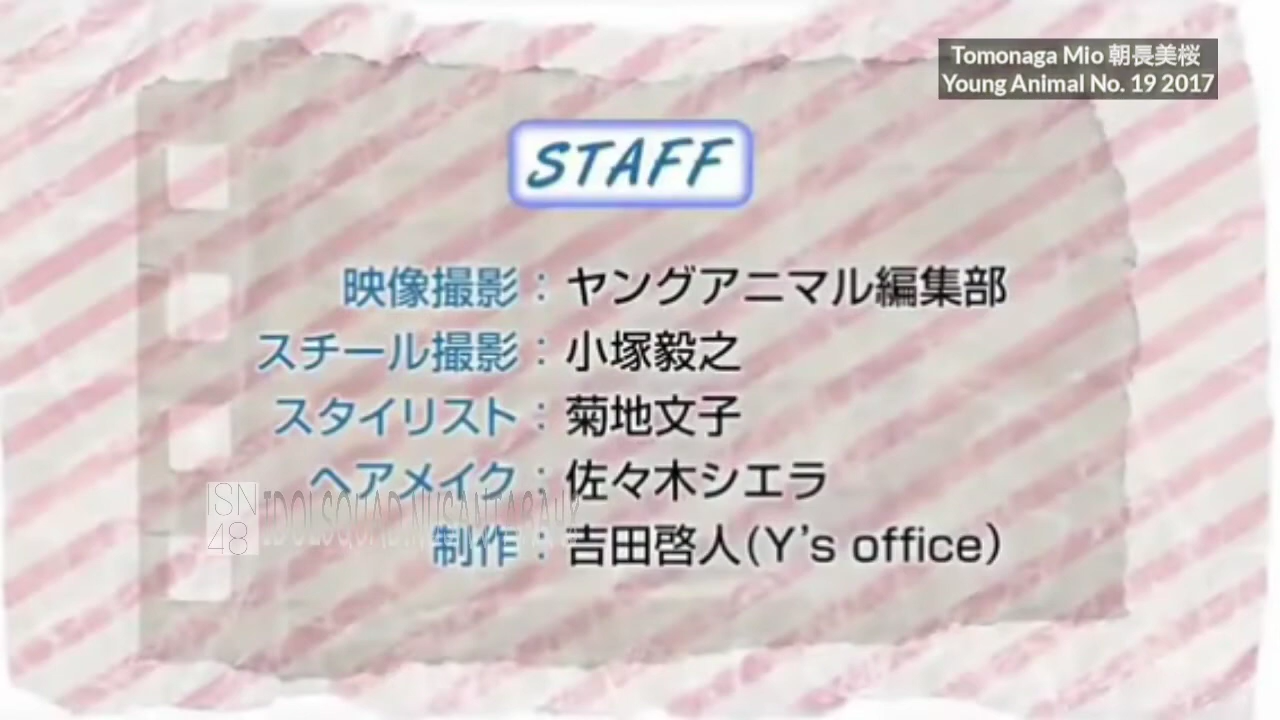 Tomonaga Mio 朝長美桜
Young Animal No. 19 2017
STAFF
映像撮影：ヤングアニマル編集部
スチール撮影：小塚毅之
スタイリスト：菊地文子
ヘアメイク：佐々木シエラ
SN
48
制作：吉田啓人(Y's office)